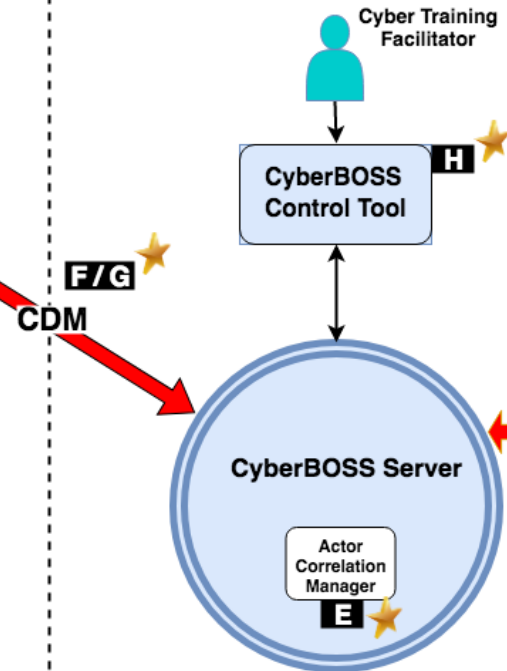 Cyber Training
Facilitator
H
CyberBOSS
Control Tool
F/G
CDM
CyberBOSS Server
Actor
Correlation
Manager
E